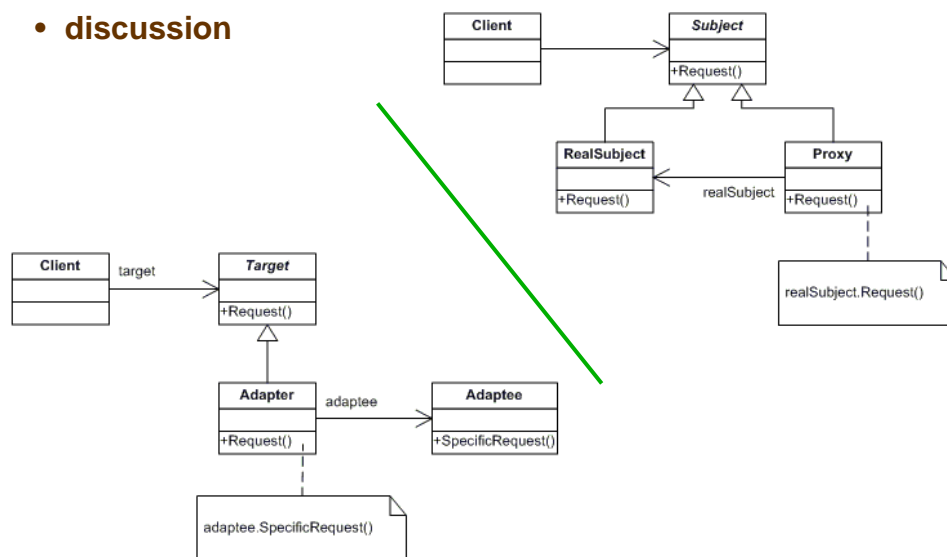 • discussion
Client
Subject
+Request()
RealSubject
+Request()
realSubject
Proxy
+Request()
realSubject.Request()
Client
target
Target
+Request()
Adapter
+Request()
adaptee
Adaptee
+SpecificRequest()
adaptee.SpecificRequest()